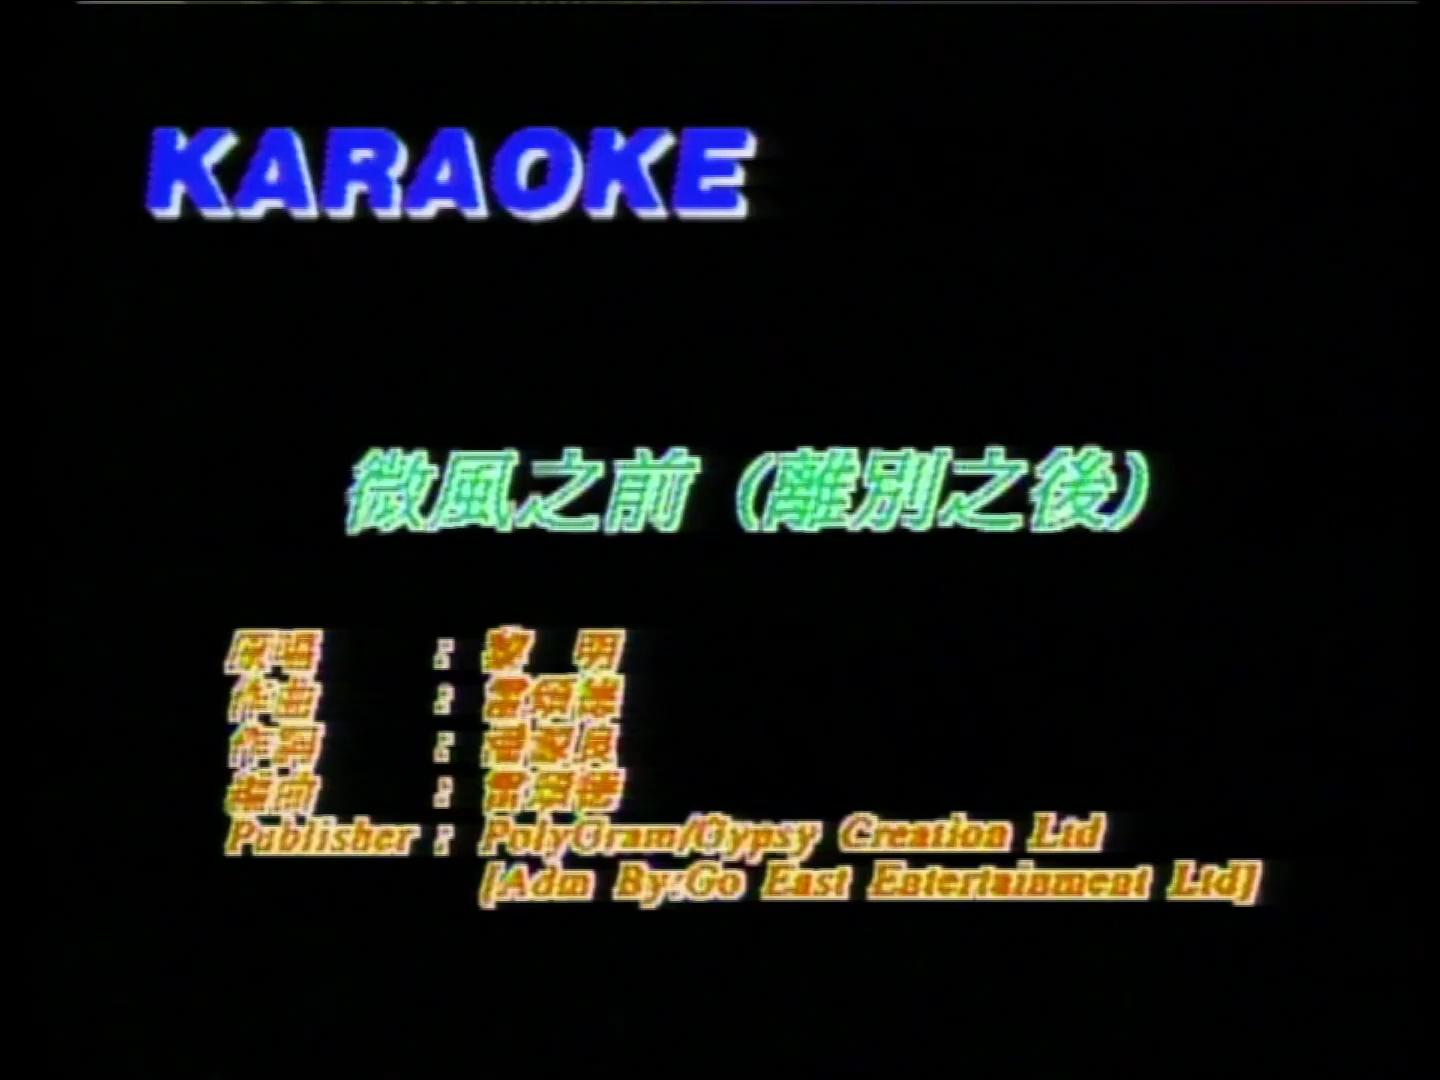 KARAOKE
微風之前 (離別之後)
原唱 : 黎 明
作曲 :
作詞 :
編曲 :
Publisher : PolyGram/Gypsy Creation Ltd
[Adm By:Go East Entertainment Ltd]